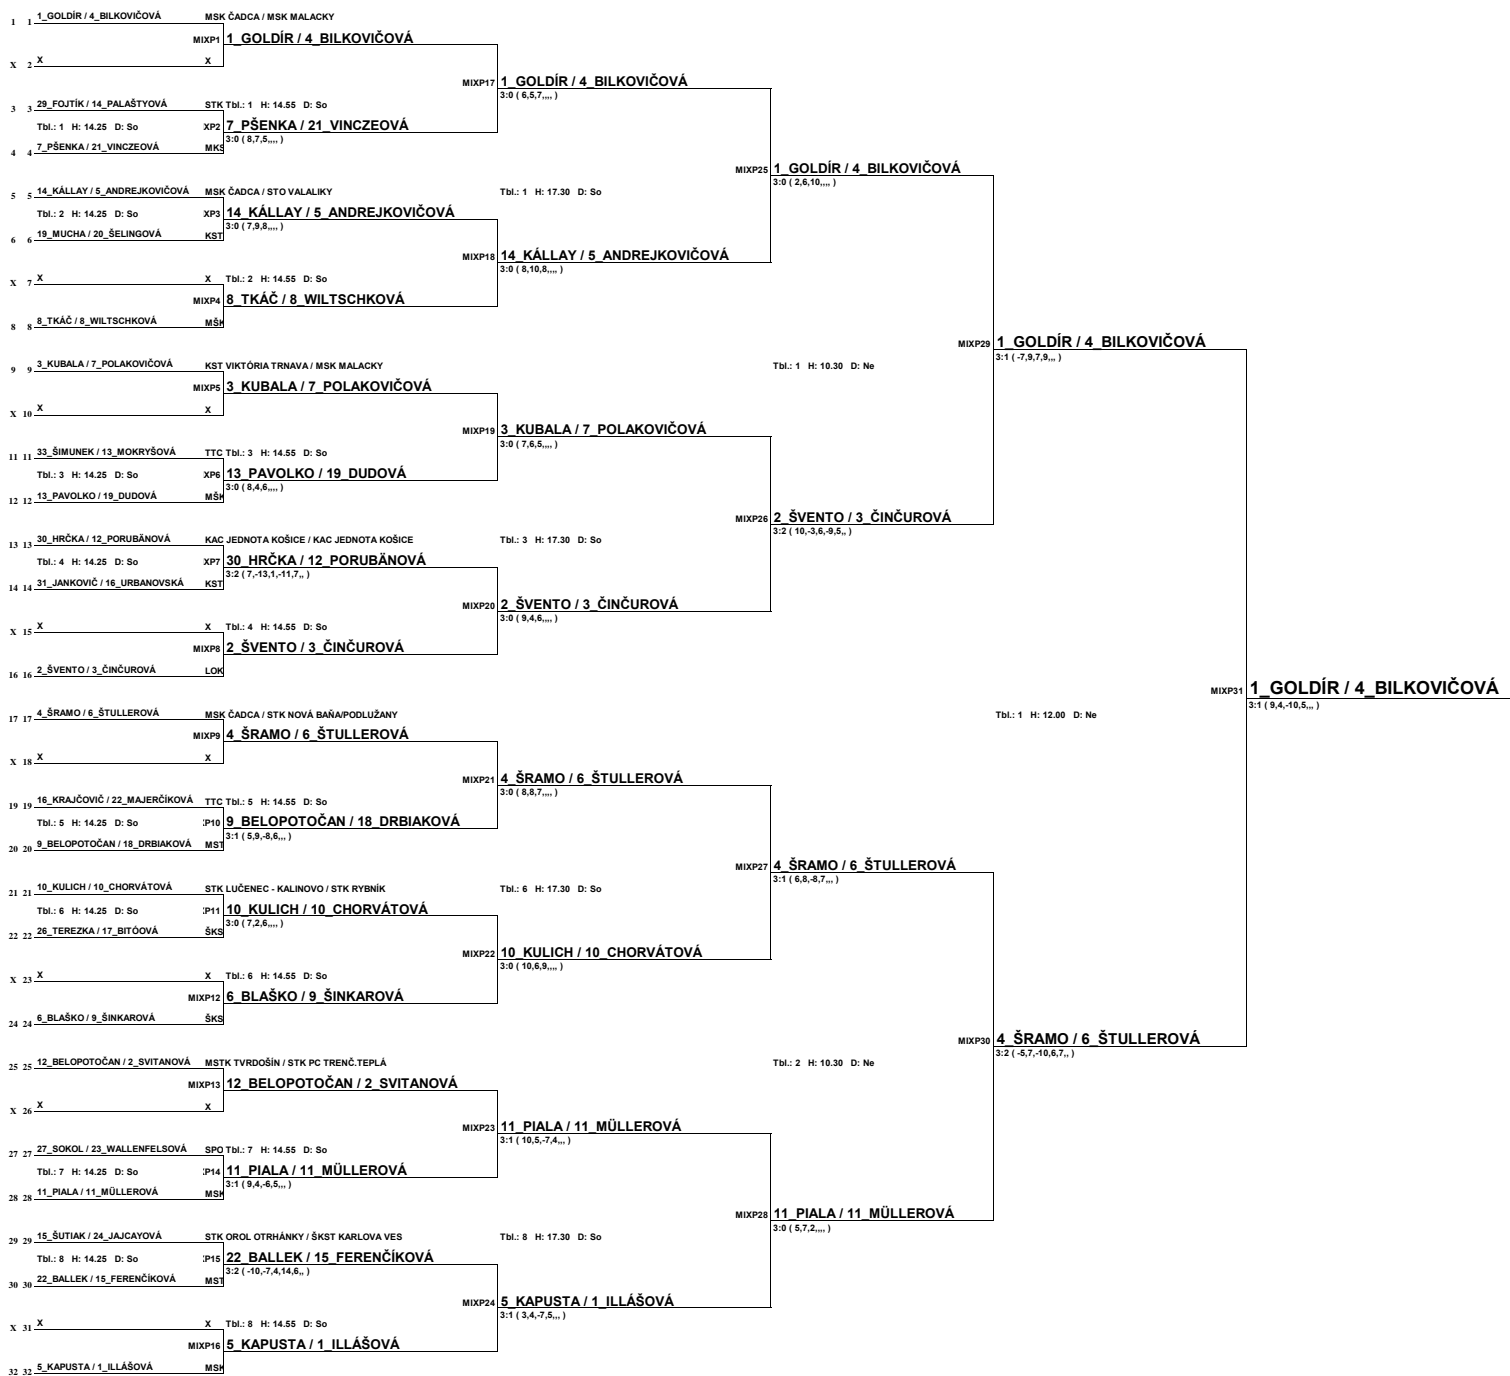 1 1 1_GOLDÍR / 4_BILKOVIČOVÁ MSK ČADCA / MSK MALACKY
MIXP1 1_GOLDÍR / 4_BILKOVIČOVÁ
X 2 X X
MIXP17 1_GOLDÍR / 4_BILKOVIČOVÁ
3:0 ( 6,5,7,,,, )
3 3 29_FOJTÍK / 14_PALAŠTYOVÁ STK Tbl.: 1 H: 14.55 D: So
Tbl.: 1 H: 14.25 D: So XP2 7_PŠENKA / 21_VINCZEOVÁ
3:0 ( 8,7,5,,,, )
4 4 7_PŠENKA / 21_VINCZEOVÁ MKS
MIXP25 1_GOLDÍR / 4_BILKOVIČOVÁ
3:0 ( 2,6,10,,,, )
5 5 14_KÁLLAY / 5_ANDREJKOVIČOVÁ MSK ČADCA / STO VALALIKY Tbl.: 1 H: 17.30 D: So
Tbl.: 2 H: 14.25 D: So XP3 14_KÁLLAY / 5_ANDREJKOVIČOVÁ
3:0 ( 7,9,8,,,, )
6 6 19_MUCHA / 20_ŠELINGOVÁ KST
MIXP18 14_KÁLLAY / 5_ANDREJKOVIČOVÁ
3:0 ( 8,10,8,,,, )
X 7 X X Tbl.: 2 H: 14.55 D: So
MIXP4 8_TKÁČ / 8_WILTSCHKOVÁ
8 8 8_TKÁČ / 8_WILTSCHKOVÁ MŠK
MIXP29 1_GOLDÍR / 4_BILKOVIČOVÁ
3:1 ( -7,9,7,9,,, )
9 9 3_KUBALA / 7_POLAKOVIČOVÁ KST VIKTÓRIA TRNAVA / MSK MALACKY Tbl.: 1 H: 10.30 D: Ne
MIXP5 3_KUBALA / 7_POLAKOVIČOVÁ
X 10 X X
MIXP19 3_KUBALA / 7_POLAKOVIČOVÁ
3:0 ( 7,6,5,,,, )
11 11 33_ŠIMUNEK / 13_MOKRYŠOVÁ TTC Tbl.: 3 H: 14.55 D: So
Tbl.: 3 H: 14.25 D: So XP6 13_PAVOLKO / 19_DUDOVÁ
3:0 ( 8,4,6,,,, )
12 12 13_PAVOLKO / 19_DUDOVÁ MŠK
MIXP26 2_ŠVENTO / 3_ČINČUROVÁ
3:2 ( 10,-3,6,-9,5,, )
13 13 30_HRČKA / 12_PORUBÄNOVÁ KAC JEDNOTA KOŠICE / KAC JEDNOTA KOŠICE Tbl.: 3 H: 17.30 D: So
Tbl.: 4 H: 14.25 D: So XP7 30_HRČKA / 12_PORUBÄNOVÁ
3:2 ( 7,-13,1,-11,7,, )
14 14 31_JANKOVIČ / 16_URBANOVSKÁ KST
MIXP20 2_ŠVENTO / 3_ČINČUROVÁ
3:0 ( 9,4,6,,,, )
X 15 X X Tbl.: 4 H: 14.55 D: So
MIXP8 2_ŠVENTO / 3_ČINČUROVÁ
16 16 2_ŠVENTO / 3_ČINČUROVÁ LOK
MIXP31 1_GOLDÍR / 4_BILKOVIČOVÁ
3:1 ( 9,4,-10,5,,, )
17 17 4_ŠRAMO / 6_ŠTULLEROVÁ MSK ČADCA / STK NOVÁ BAŇA/PODLUŽANY Tbl.: 1 H: 12.00 D: Ne
MIXP9 4_ŠRAMO / 6_ŠTULLEROVÁ
X 18 X X
MIXP21 4_ŠRAMO / 6_ŠTULLEROVÁ
3:0 ( 8,8,7,,,, )
19 19 16_KRAJČOVIČ / 22_MAJERČÍKOVÁ TTC Tbl.: 5 H: 14.55 D: So
Tbl.: 5 H: 14.25 D: So P10 9_BELOPOTOČAN / 18_DRBIAKOVÁ
3:1 ( 5,9,-8,6,,, )
20 20 9_BELOPOTOČAN / 18_DRBIAKOVÁ MST
MIXP27 4_ŠRAMO / 6_ŠTULLEROVÁ
3:1 ( 6,8,-8,7,,, )
21 21 10_KULICH / 10_CHORVÁTOVÁ STK LUČENEC - KALINOVO / STK RYBNÍK Tbl.: 6 H: 17.30 D: So
Tbl.: 6 H: 14.25 D: So P11 10_KULICH / 10_CHORVÁTOVÁ
3:0 ( 7,2,6,,,, )
22 22 26_TEREZKA / 17_BITÓOVÁ ŠKS
MIXP22 10_KULICH / 10_CHORVÁTOVÁ
3:0 ( 10,6,9,,,, )
X 23 X X Tbl.: 6 H: 14.55 D: So
MIXP12 6_BLAŠKO / 9_ŠINKAROVÁ
24 24 6_BLAŠKO / 9_ŠINKAROVÁ ŠKS
MIXP30 4_ŠRAMO / 6_ŠTULLEROVÁ
3:2 ( -5,7,-10,6,7,, )
25 25 12_BELOPOTOČAN / 2_SVITANOVÁ MSTK TVRDOŠÍN / STK PC TRENČ.TEPLÁ Tbl.: 2 H: 10.30 D: Ne
MIXP13 12_BELOPOTOČAN / 2_SVITANOVÁ
X 26 X X
MIXP23 11_PIALA / 11_MÜLLEROVÁ
3:1 ( 10,5,-7,4,,, )
27 27 27_SOKOL / 23_WALLENFELSOVÁ SPO Tbl.: 7 H: 14.55 D: So
Tbl.: 7 H: 14.25 D: So P14 11_PIALA / 11_MÜLLEROVÁ
3:1 ( 9,4,-6,5,,, )
28 28 11_PIALA / 11_MÜLLEROVÁ MSK
MIXP28 11_PIALA / 11_MÜLLEROVÁ
3:0 ( 5,7,2,,,, )
29 29 15_ŠUTIAK / 24_JAJCAYOVÁ STK OROL OTRHÁNKY / ŠKST KARLOVA VES Tbl.: 8 H: 17.30 D: So
Tbl.: 8 H: 14.25 D: So P15 22_BALLEK / 15_FERENČÍKOVÁ
3:2 ( -10,-7,4,14,6,, )
30 30 22_BALLEK / 15_FERENČÍKOVÁ MST
MIXP24 5_KAPUSTA / 1_ILLÁŠOVÁ
3:1 ( 3,4,-7,5,,, )
X 31 X X Tbl.: 8 H: 14.55 D: So
MIXP16 5_KAPUSTA / 1_ILLÁŠOVÁ
32 32 5_KAPUSTA / 1_ILLÁŠOVÁ MSK